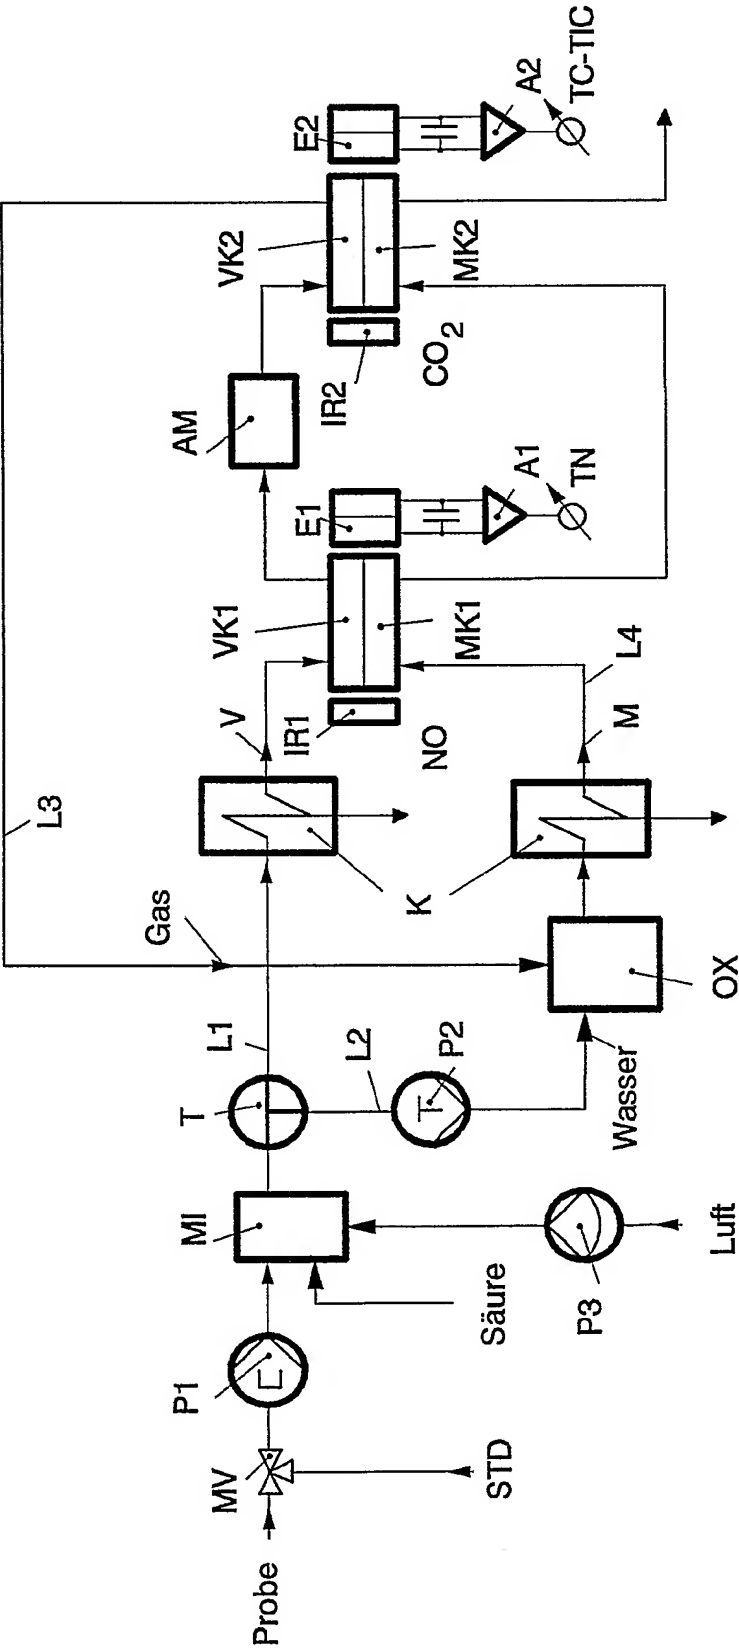 Probe
MV
STD
P1
Säure
MI
P3
Luft
T
L1
L2
P2
Wasser
Gas
OX
L3
K
V
M
L4
IR1
NO
VK1
MK1
E1
A1
TN
AM
IR2
CO2
VK2
MK2
E2
A2
TC-TIC